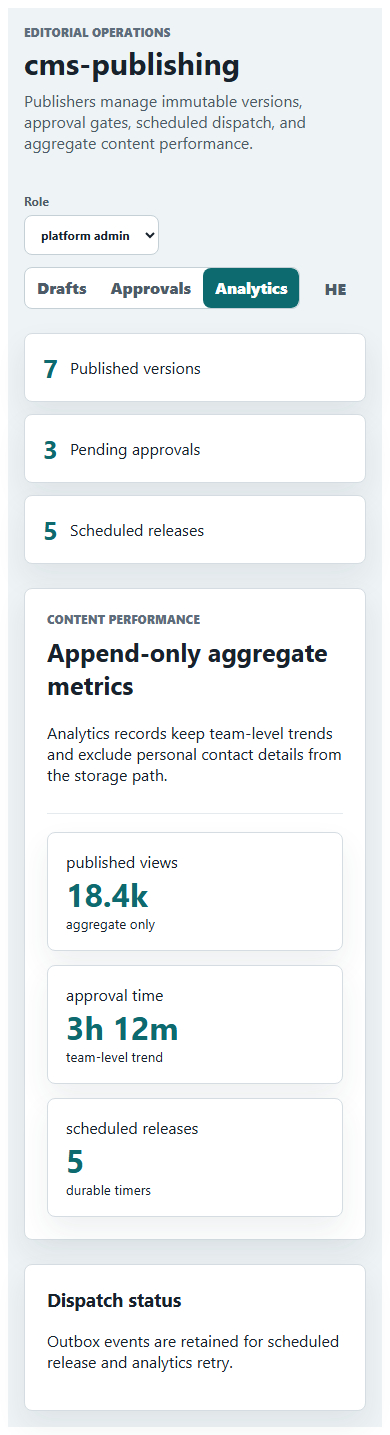 EDITORIAL OPERATIONS
cms-publishing
Publishers manage immutable versions,
approval gates, scheduled dispatch, and
aggregate content performance.
Role
platform admin
Drafts Approvals Analytics HE
7 Published versions
3 Pending approvals
5 Scheduled releases
CONTENT PERFORMANCE
Append-only aggregate
metrics
Analytics records keep team-level trends
and exclude personal contact details from
the storage path.
published views
18.4k
aggregate only
approval time
3h 12m
team-level trend
scheduled releases
5
durable timers
Dispatch status
Outbox events are retained for scheduled
release and analytics retry.